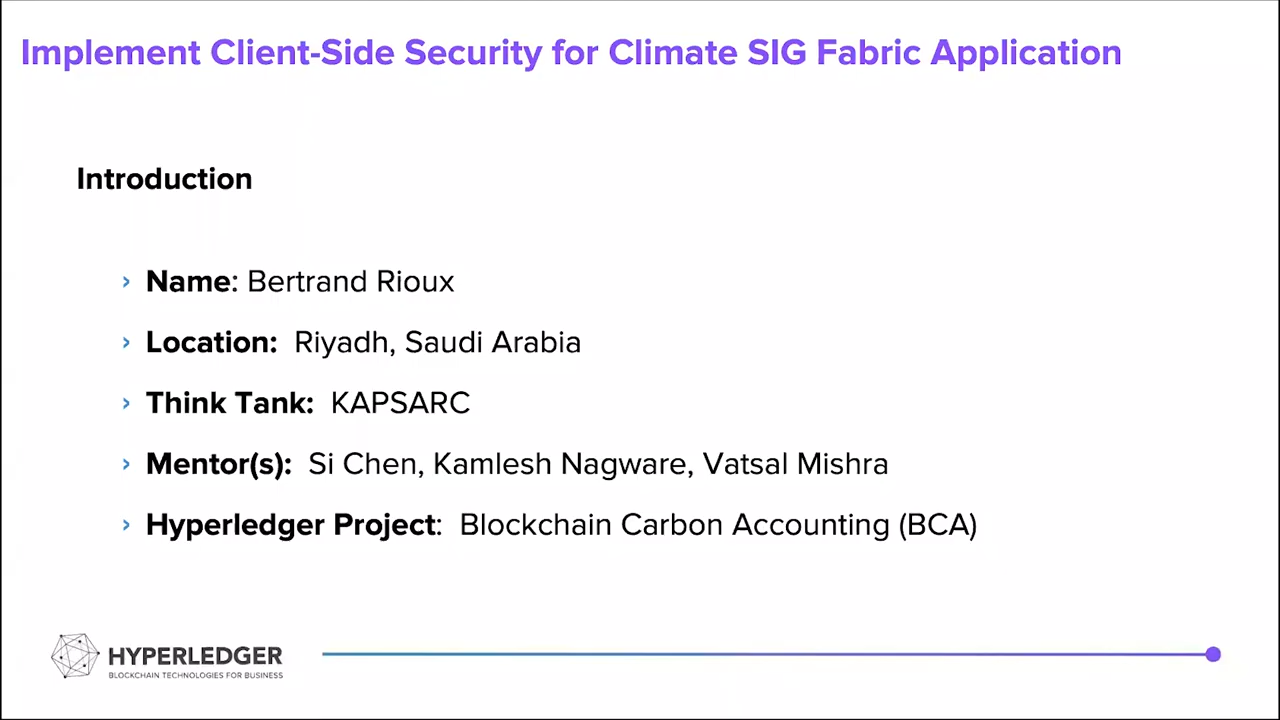 Implement Client-Side Security for Climate SIG Fabric Application
Introduction
› Name: Bertrand Rioux
› Location: Riyadh, Saudi Arabia
› Think Tank: KAPSARC
› Mentor(s): Si Chen, Kamlesh Nagware, Vatsal Mishra
› Hyperledger Project: Blockchain Carbon Accounting (BCA)
HYPERLEDGER
BLOCKCHAIN TECHNOLOGIES FOR BUSINESS